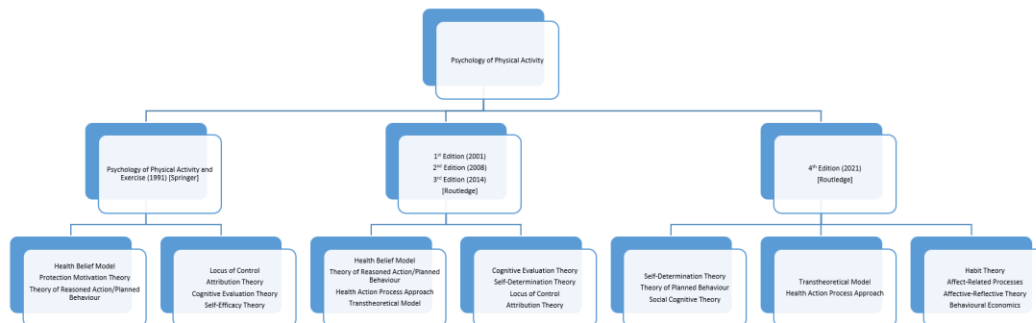 Psychology of Physical Activity
Psychology of Physical Activity and
Exercise (1991) [Springer]
1st Edition (2001)
2nd Edition (2008)
3rd Edition (2014)
[Routledge]
4th Edition (2021)
[Routledge]
Health Belief Model
Protection Motivation Theory
Theory of Reasoned Action/Planned
Behaviour
Locus of Control
Attribution Theory
Cognitive Evaluation Theory
Self-Efficacy Theory
Health Belief Model
Theory of Reasoned Action/Planned
Behaviour
Health Action Process Approach
Transtheoretical Model
Cognitive Evaluation Theory
Self-Determination Theory
Locus of Control
Attribution Theory
Self-Determination Theory
Theory of Planned Behaviour
Social Cognitive Theory
Transtheoretical Model
Health Action Process Approach
Habit Theory
Affect-Related Processes
Affective-Reflective Theory
Behavioural Economics